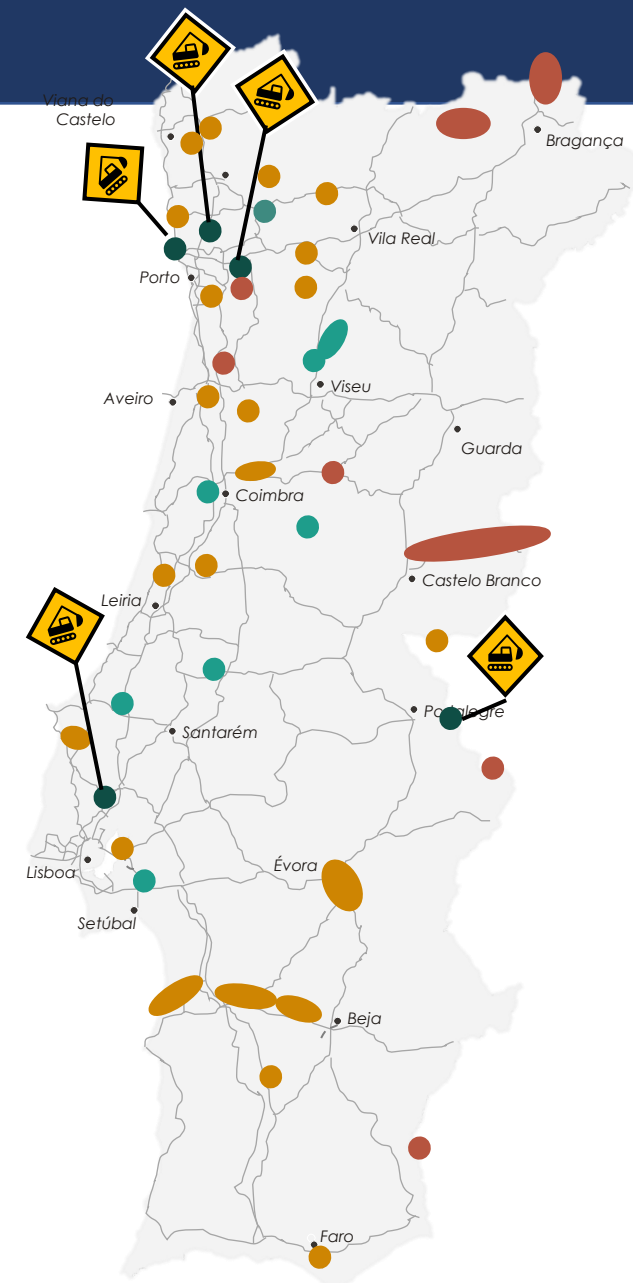 Viana do
Castelo
Bragança
Vila Real
Porto
Viseu
Aveiro
Guarda
Coimbra
Castelo Branco
Leiria
Portalegre
Santarém
Lisboa
Évora
Setúbal
Beja
Faro